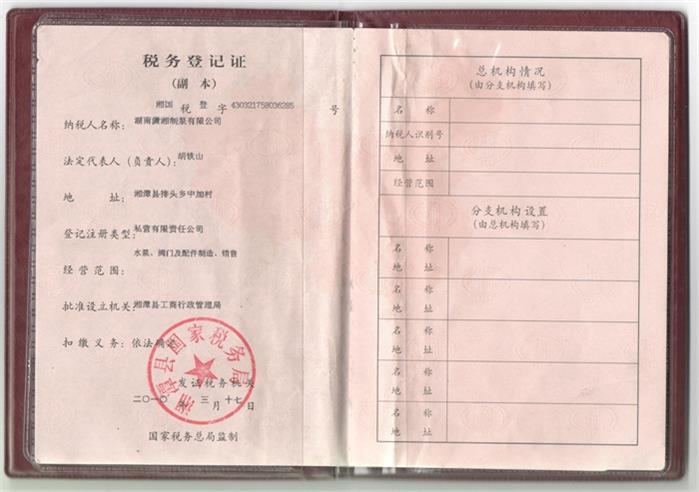 税务登记证
(副 本)
湘国 税 登 字 430321758036285 号
纳税人名称: 湖南潇湘制泵有限公司
法定代表人(负责人): 胡铁山
地 址: 湘潭县排头乡中加村
登记注册类型: 私营有限责任公司
水泵、阀门及配件制造、销售
经营范围:
批准设立机关: 湘潭县工商行政管理局
扣缴义务: 依法确定
湘潭县国家税务局
发证税务机关
二〇一〇 年 三 月 十七 日
国家税务总局监制
总机构情况
(由分支机构填写)
名 称
纳税人识别号
地 址
经营范围
分支机构设置
(由总机构填写)
名 称
地 址
名 称
地 址
名 称
地 址
名 称
地 址
名 称
地 址